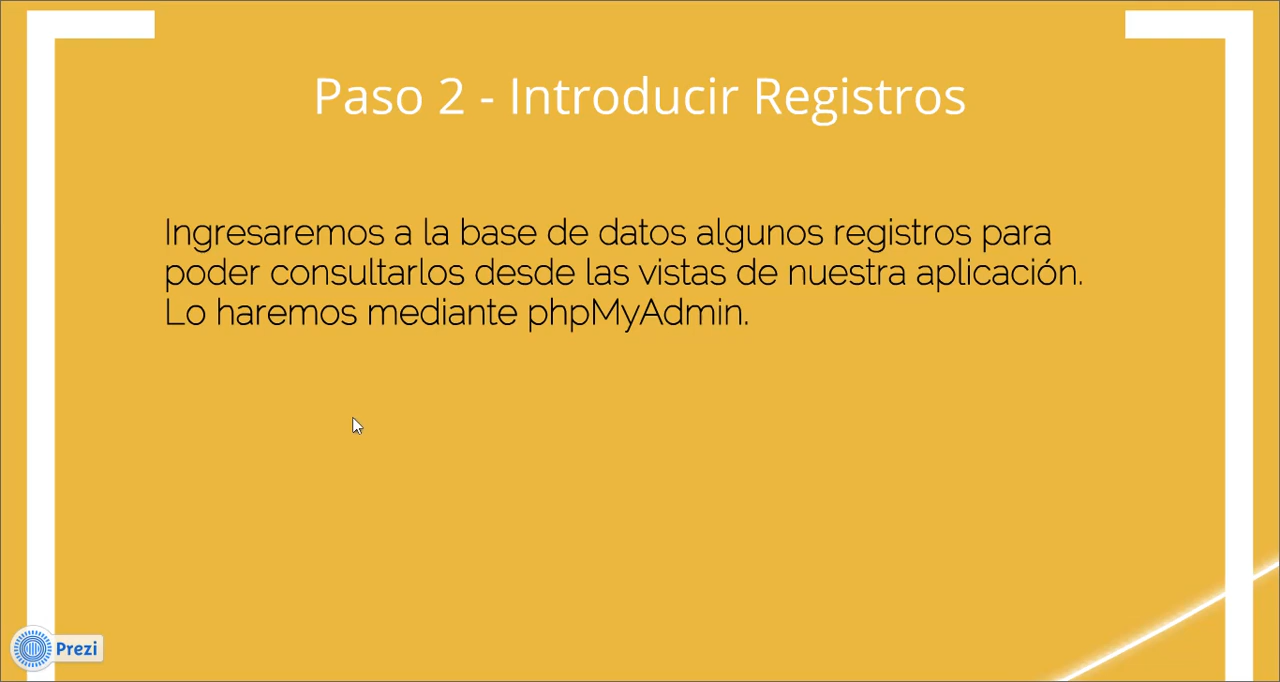 Paso 2 - Introducir Registros
Ingresaremos a la base de datos algunos registros para
poder consultarlos desde las vistas de nuestra aplicación.
Lo haremos mediante phpMyAdmin.
Prezi